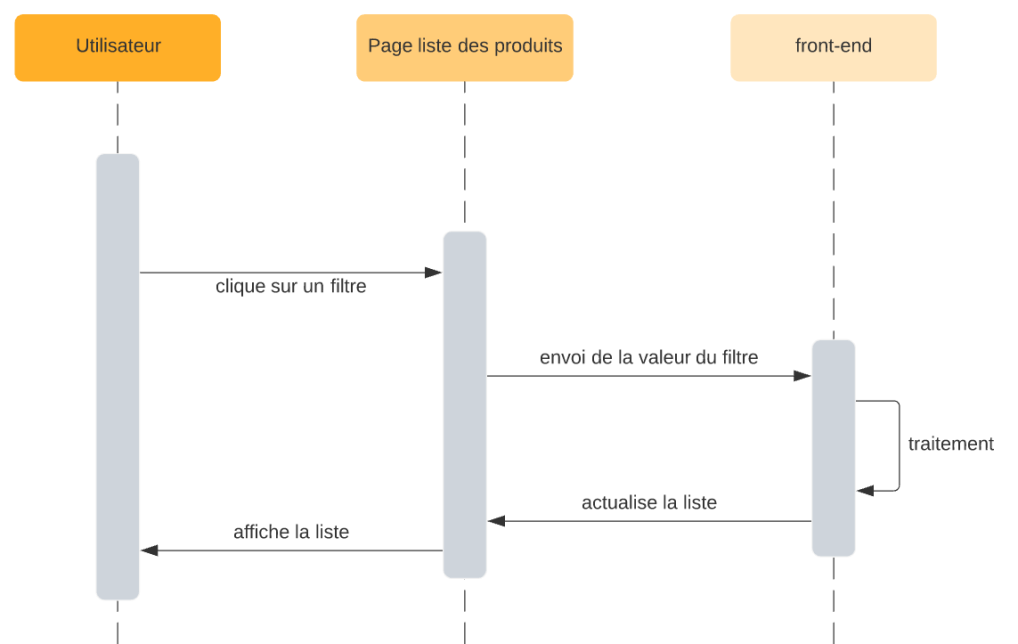 Utilisateur
Page liste des produits
front-end
clique sur un filtre
envoi de la valeur du filtre
traitement
actualise la liste
affiche la liste